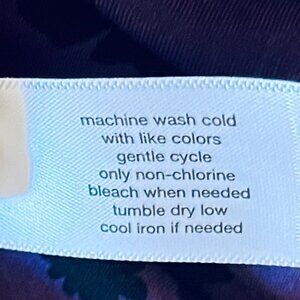 machine wash cold
with like colors
gentle cycle
only non-chlorine
bleach when needed
tumble dry low
cool iron if needed